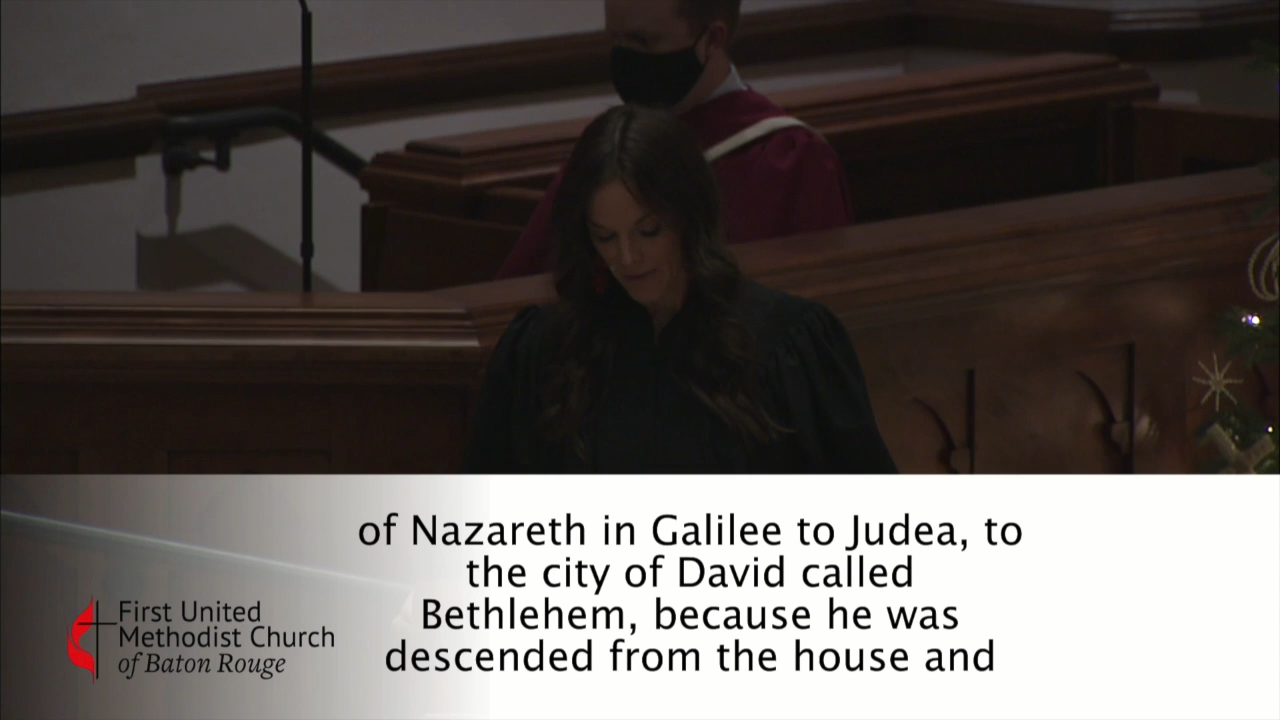 of Nazareth in Galilee to Judea, to
the city of David called
Bethlehem, because he was
descended from the house and
First United
Methodist Church
of Baton Rouge